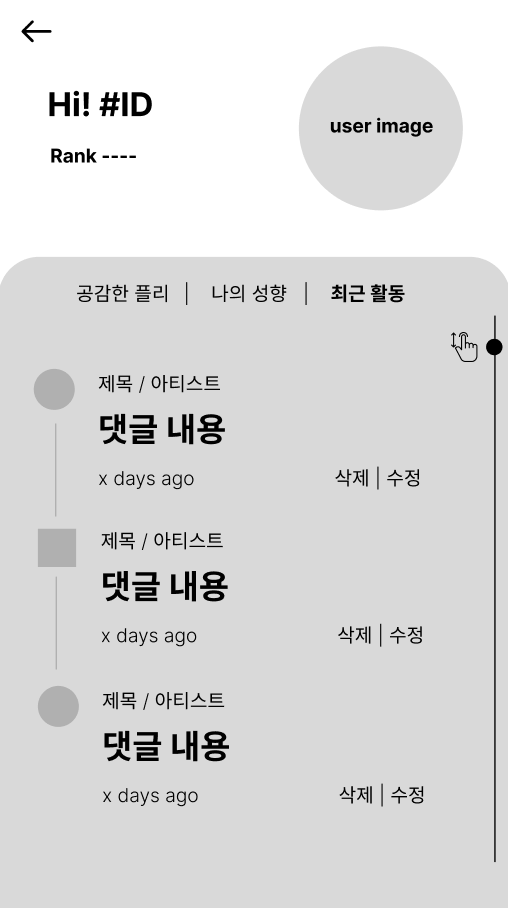 Hi! #ID
Rank ----
user image
공감한 플리 | 나의 성향 | 최근 활동
제목 / 아티스트
댓글 내용
x days ago 삭제 | 수정
제목 / 아티스트
댓글 내용
x days ago 삭제 | 수정
제목 / 아티스트
댓글 내용
x days ago 삭제 | 수정